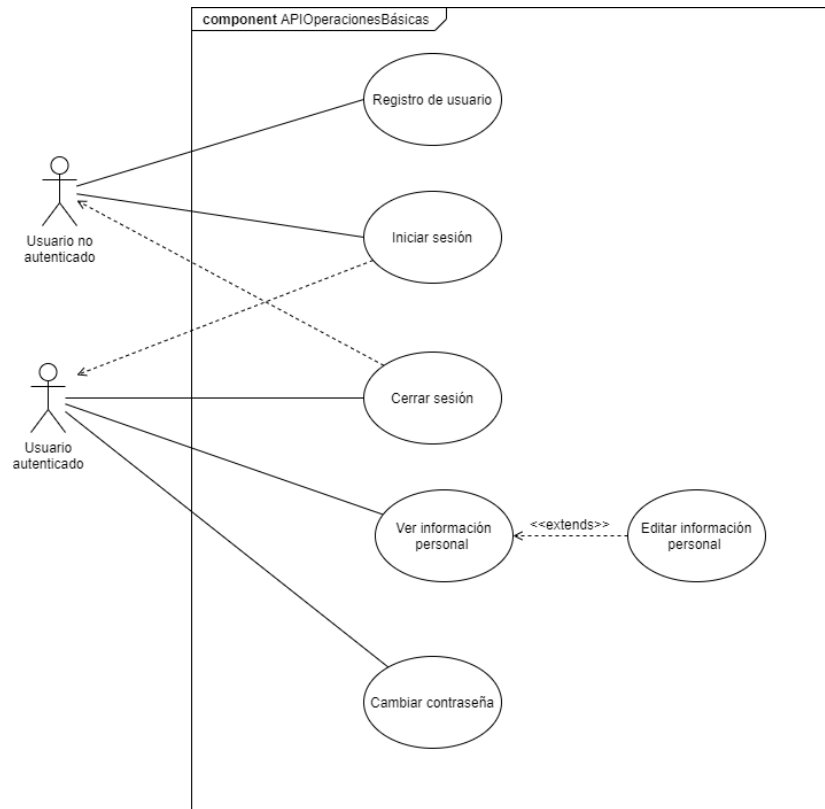 component APIOperacionesBásicas
Registro de usuario
Usuario no
autenticado
Iniciar sesión
Usuario
autenticado
Cerrar sesión
Ver información
personal
<<extends>>
Editar información
personal
Cambiar contraseña